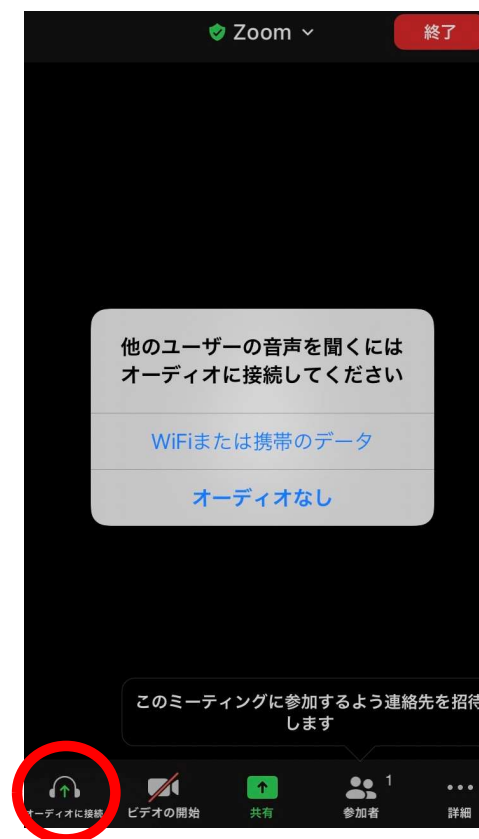 Zoom
終了
他のユーザーの音声を聞くには
オーディオに接続してください
WiFiまたは携帯のデータ
オーディオなし
このミーティングに参加するよう連絡先を招待
します
オーディオに接続
ビデオの開始
共有
参加者
1
詳細